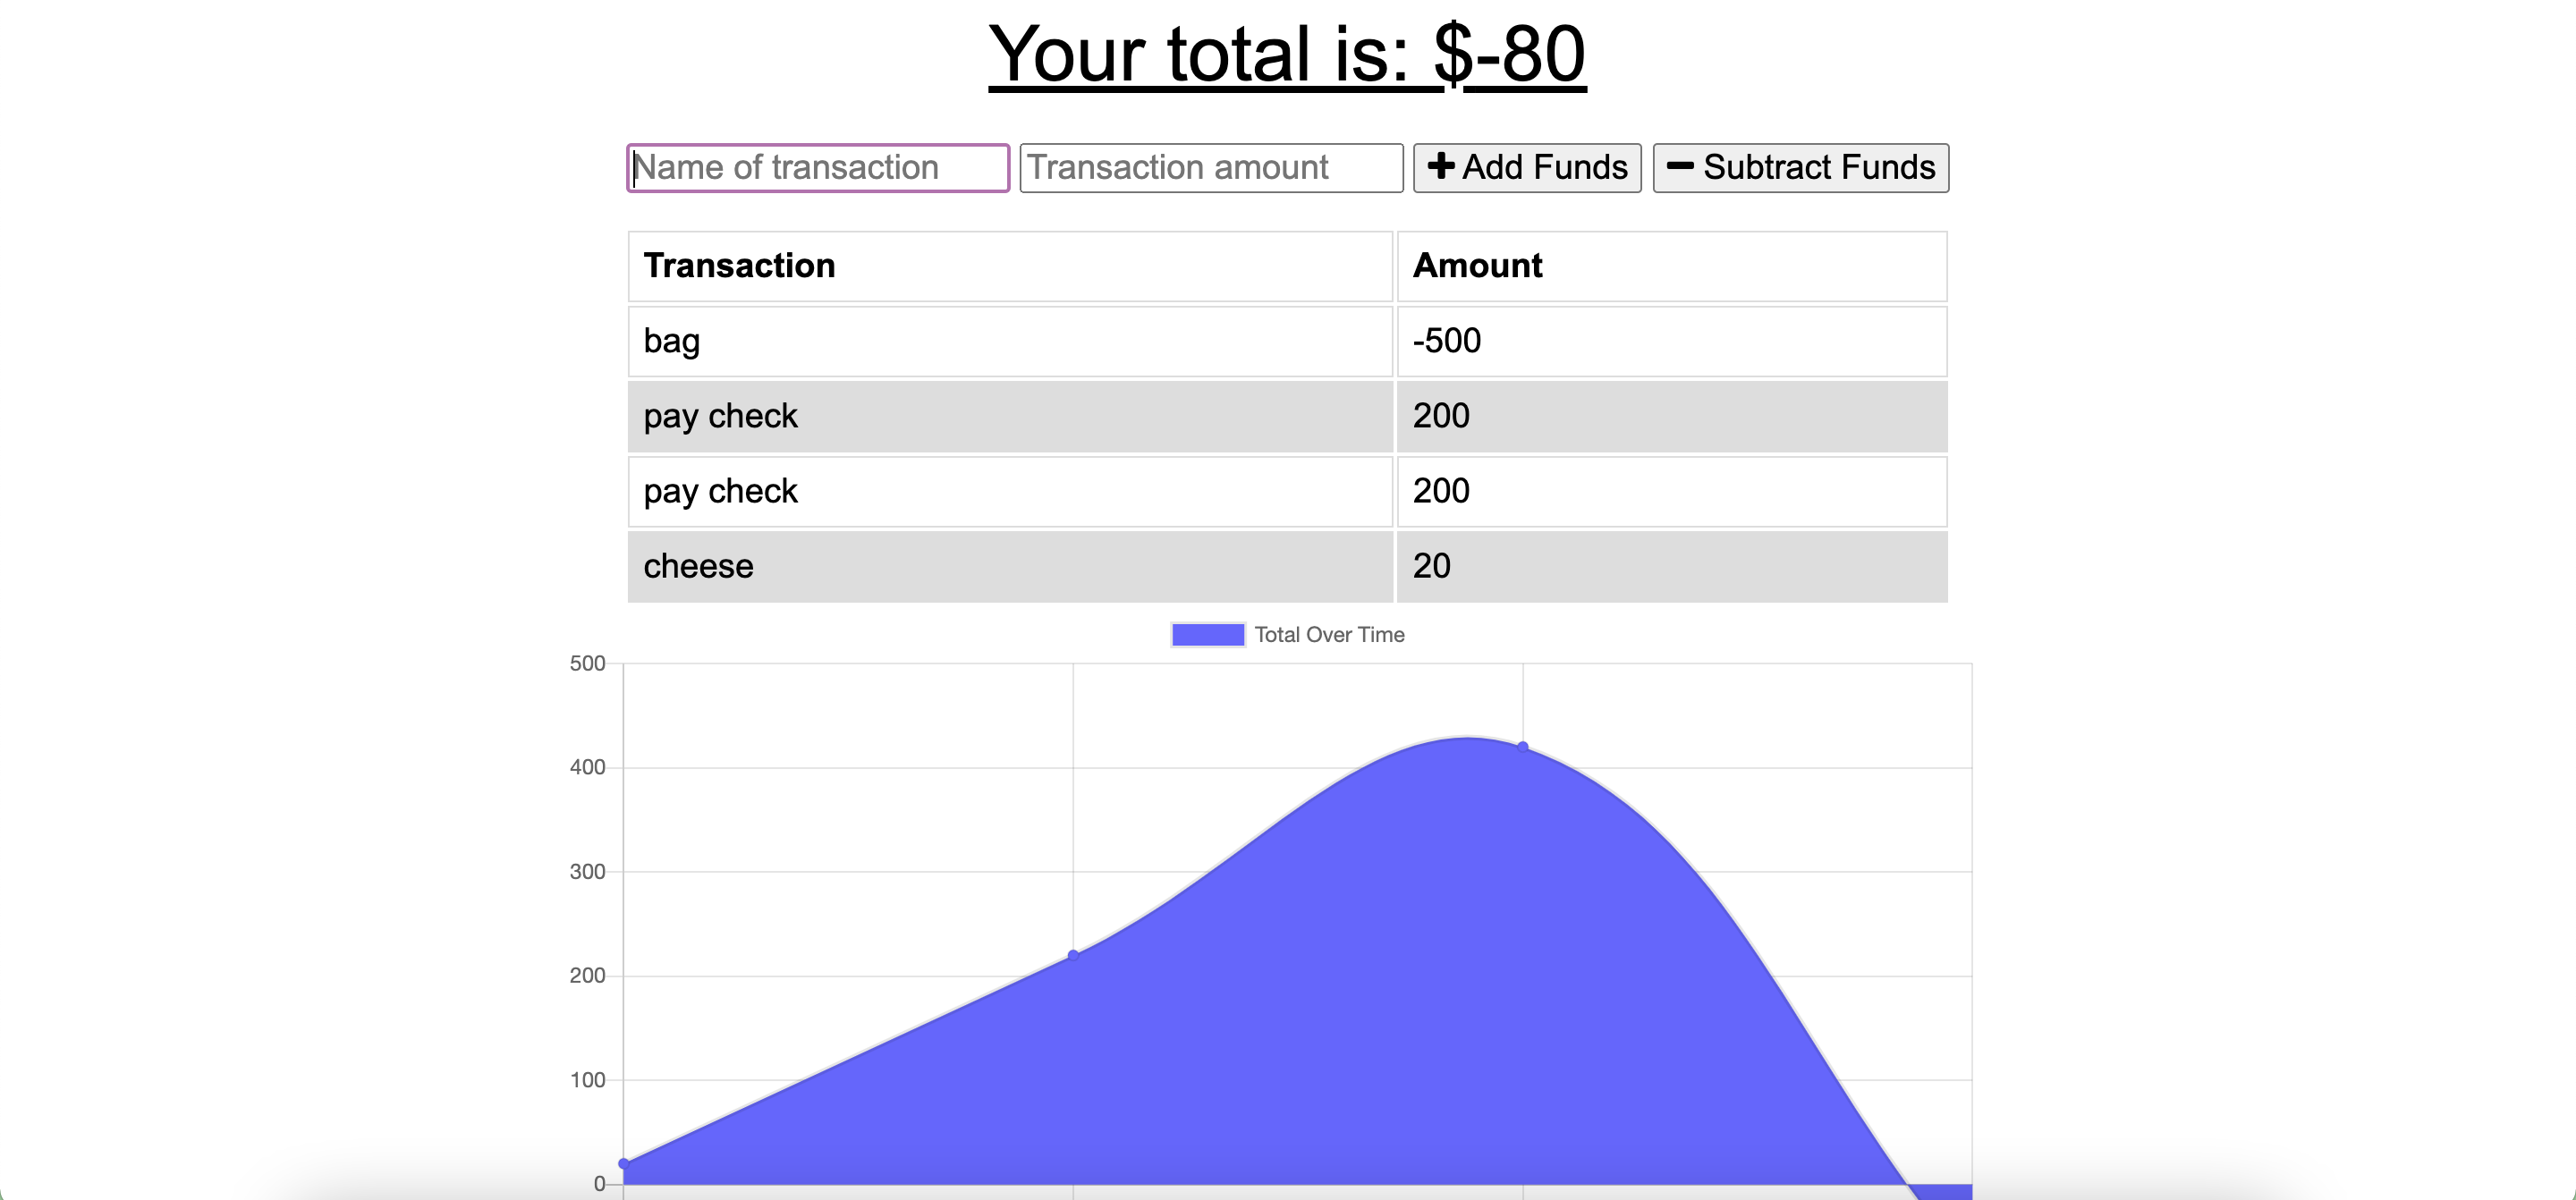 Your total is: $-80
Name of transaction Transaction amount Add Funds Subtract Funds
Transaction Amount
bag -500
pay check 200
pay check 200
cheese 20
Total Over Time
500
400
300
200
100
0